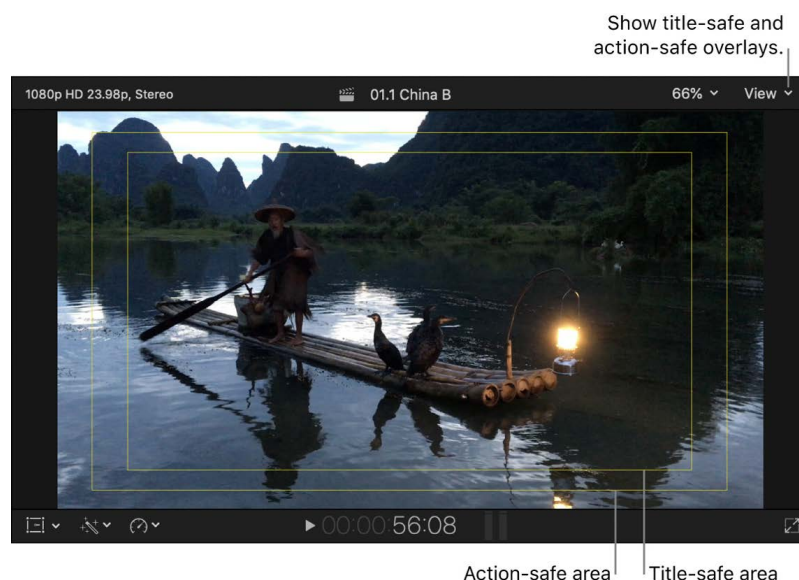 Show title-safe and
action-safe overlays.
1080p HD 23.98p, Stereo
01.1 China B
66%
View
00:00:56:08
Action-safe area
Title-safe area